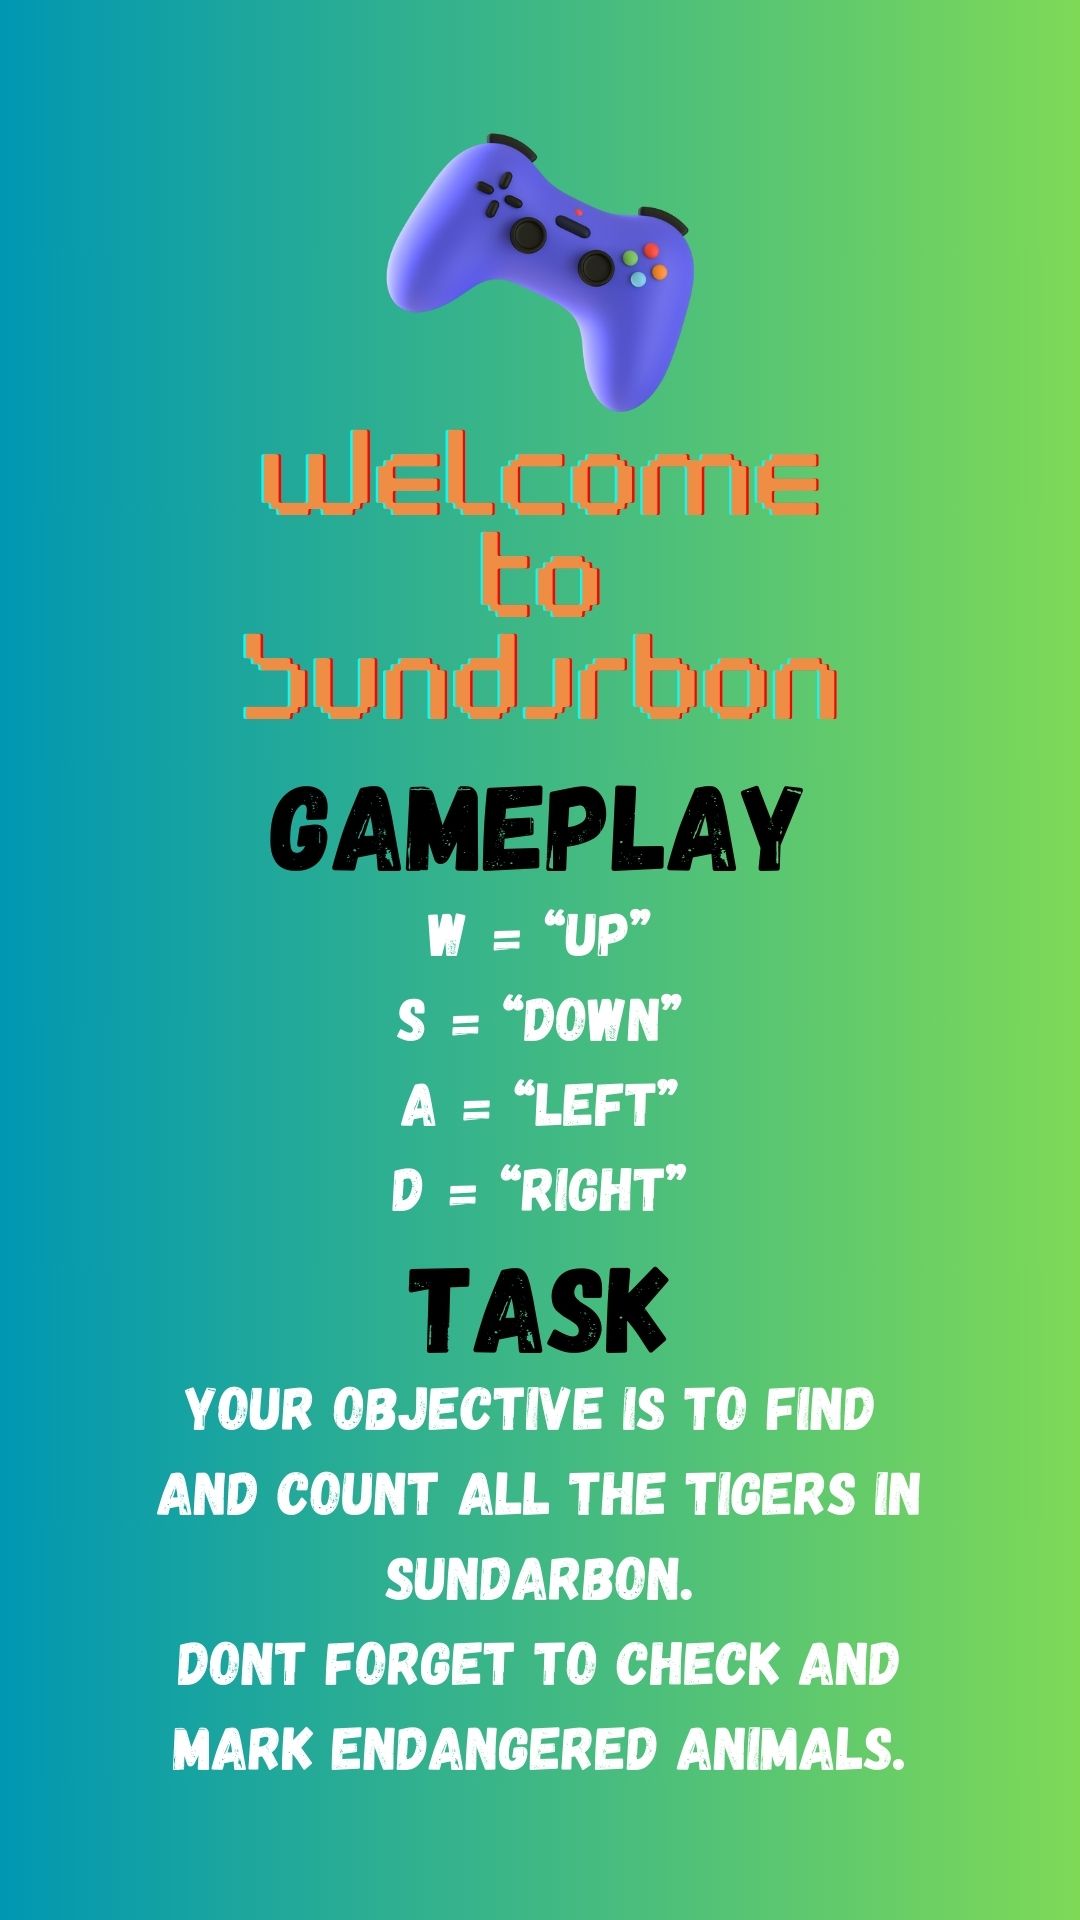 Welcome
to
Sundarbon
GAMEPLAY
W = “UP”
S = “DOWN”
A = “LEFT”
D = “RIGHT”
TASK
YOUR OBJECTIVE IS TO FIND
AND COUNT ALL THE TIGERS IN
SUNDARBON.
DONT FORGET TO CHECK AND
MARK ENDANGERED ANIMALS.